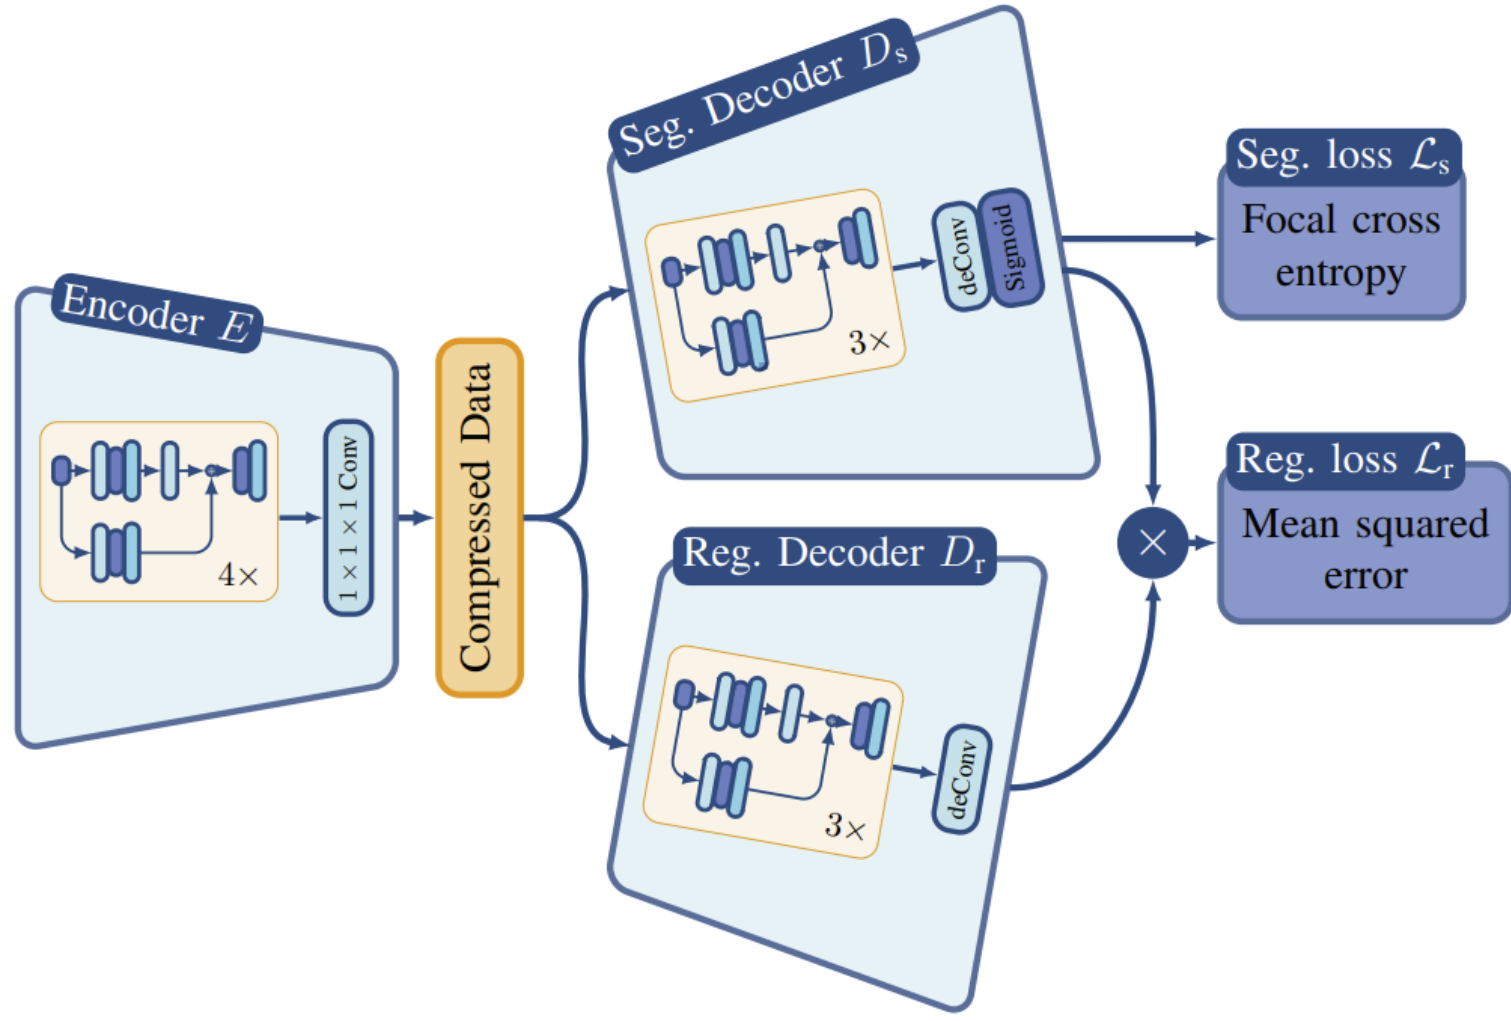 Encoder E
4×
1 × 1 × 1 Conv
Compressed Data
Seg. Decoder Dₛ
3×
deConv
Sigmoid
Reg. Decoder Dᵣ
3×
deConv
×
Seg. loss ℒₛ
Focal cross
entropy
Reg. loss ℒᵣ
Mean squared
error